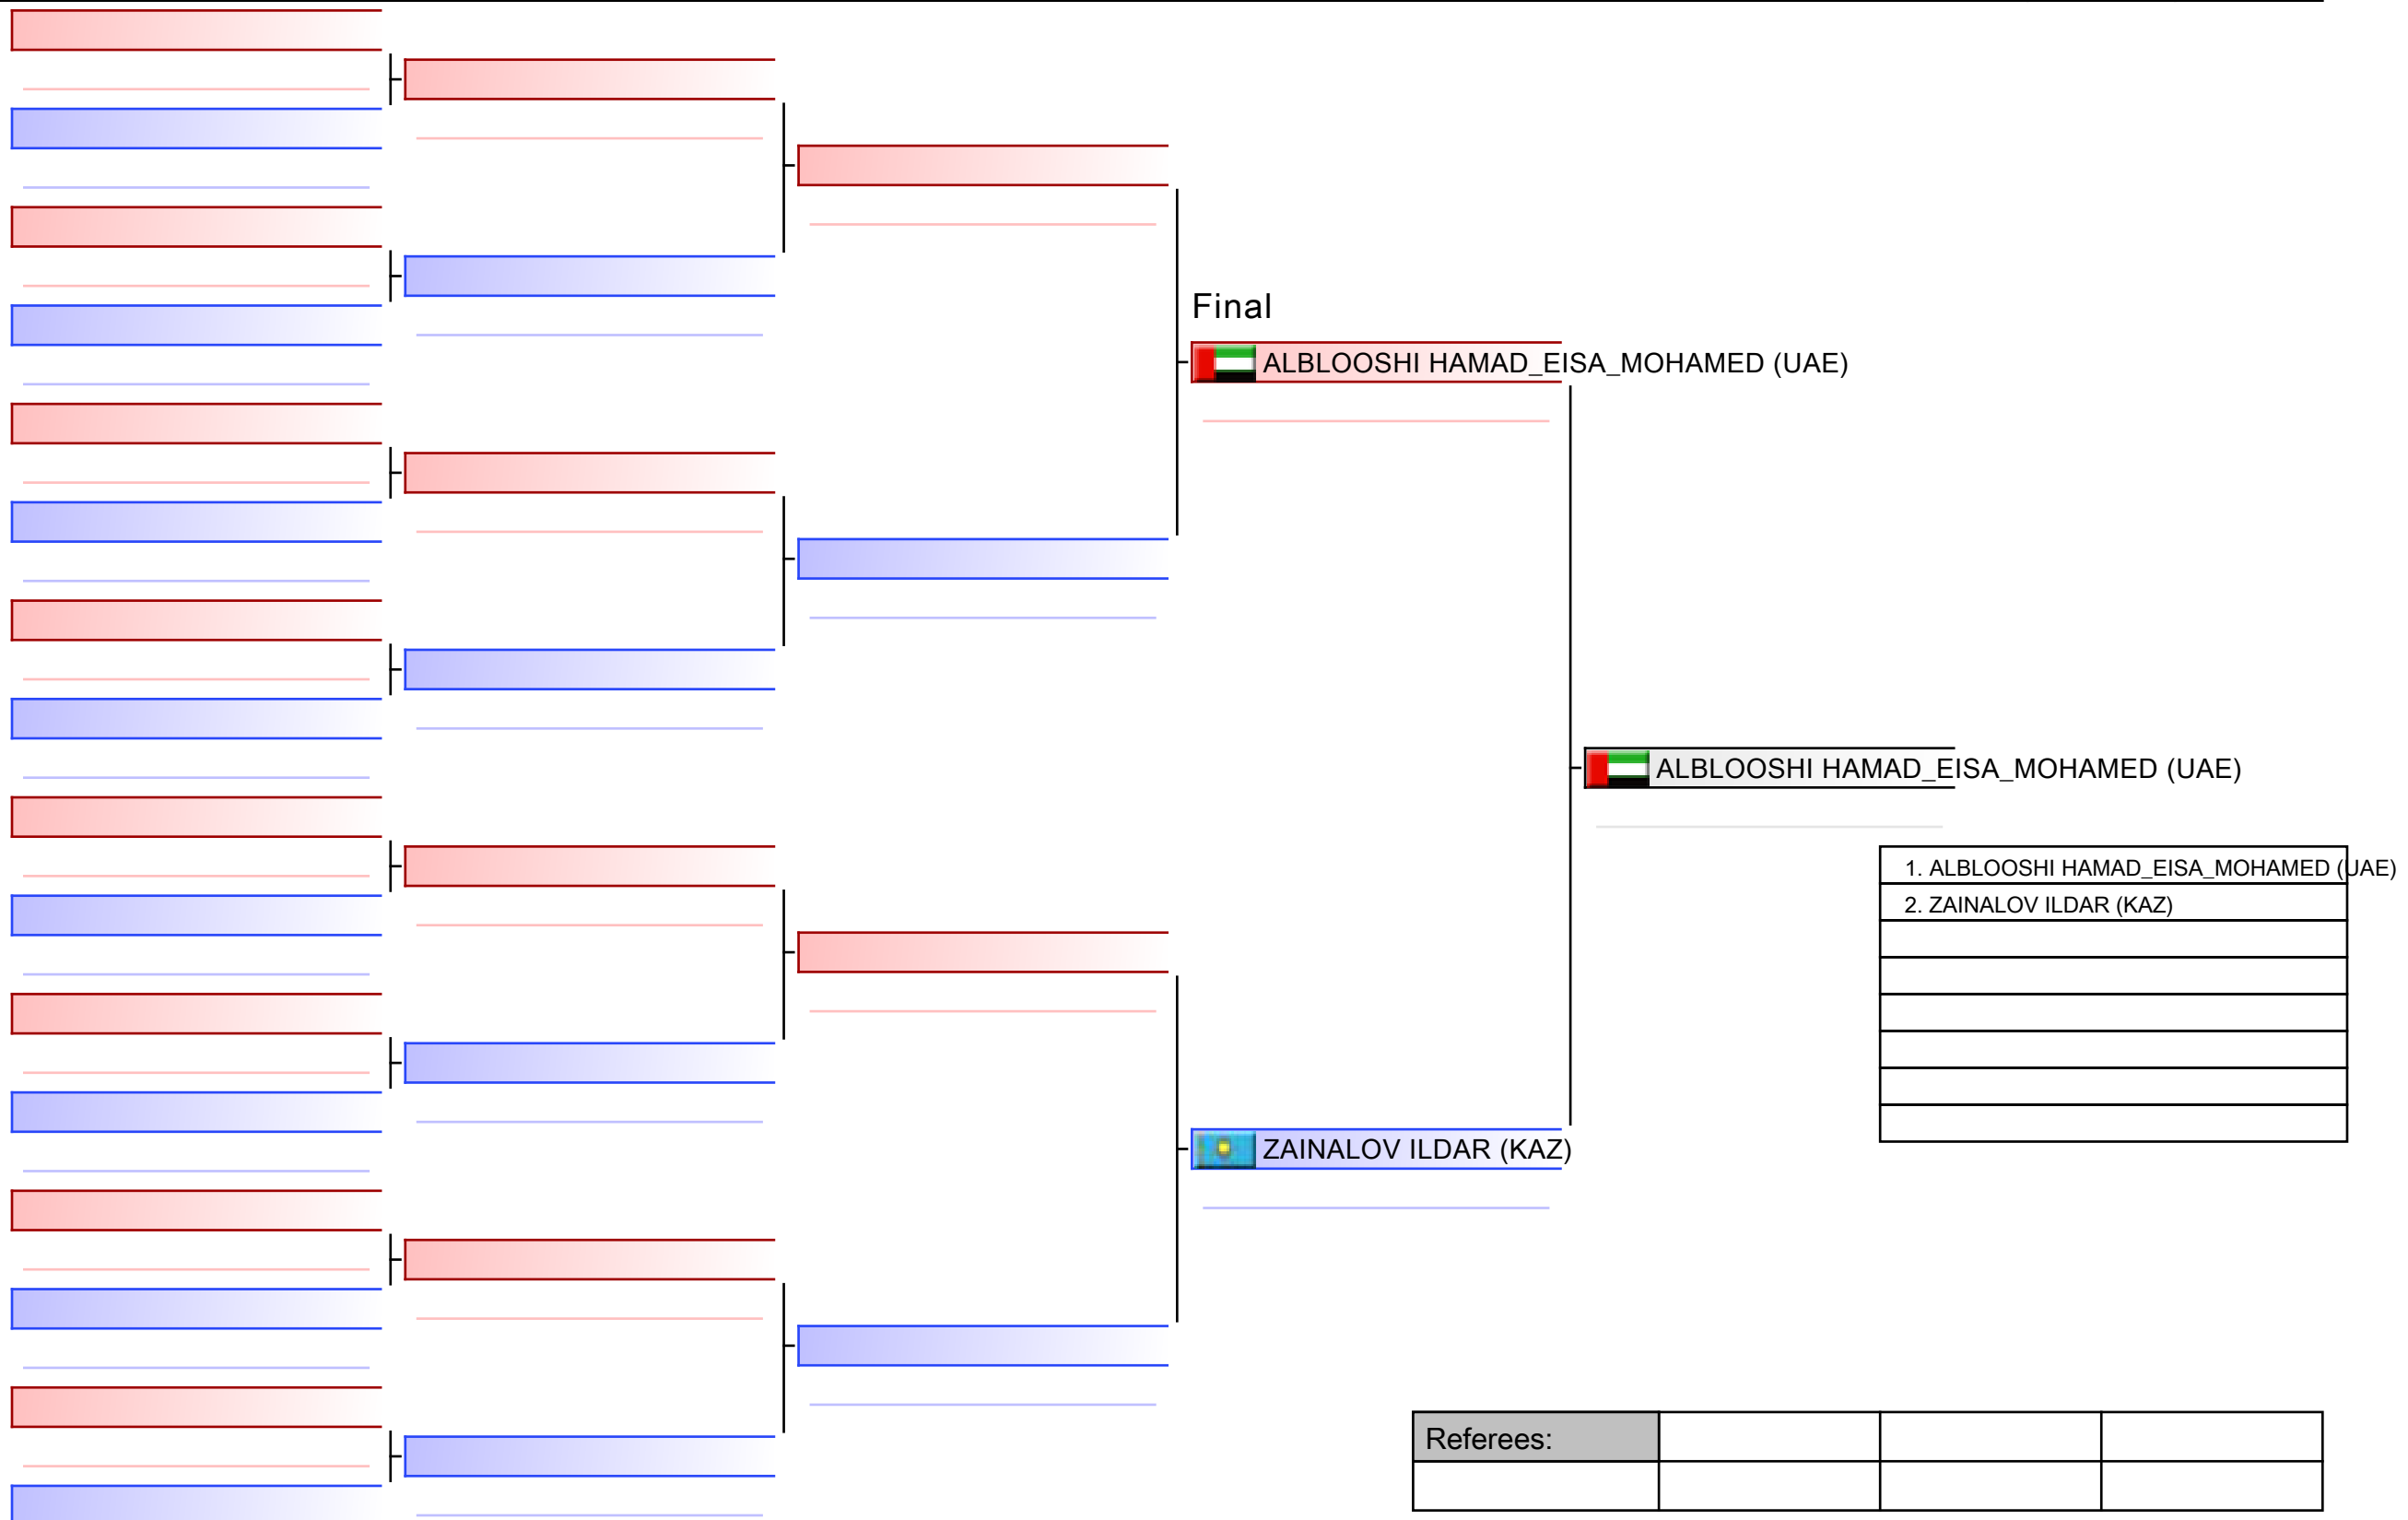 Final
ALBLOOSHI HAMAD_EISA_MOHAMED (UAE)
ALBLOOSHI HAMAD_EISA_MOHAMED (UAE)
1. ALBLOOSHI HAMAD_EISA_MOHAMED (UAE)
2. ZAINALOV ILDAR (KAZ)
ZAINALOV ILDAR (KAZ)
Referees: